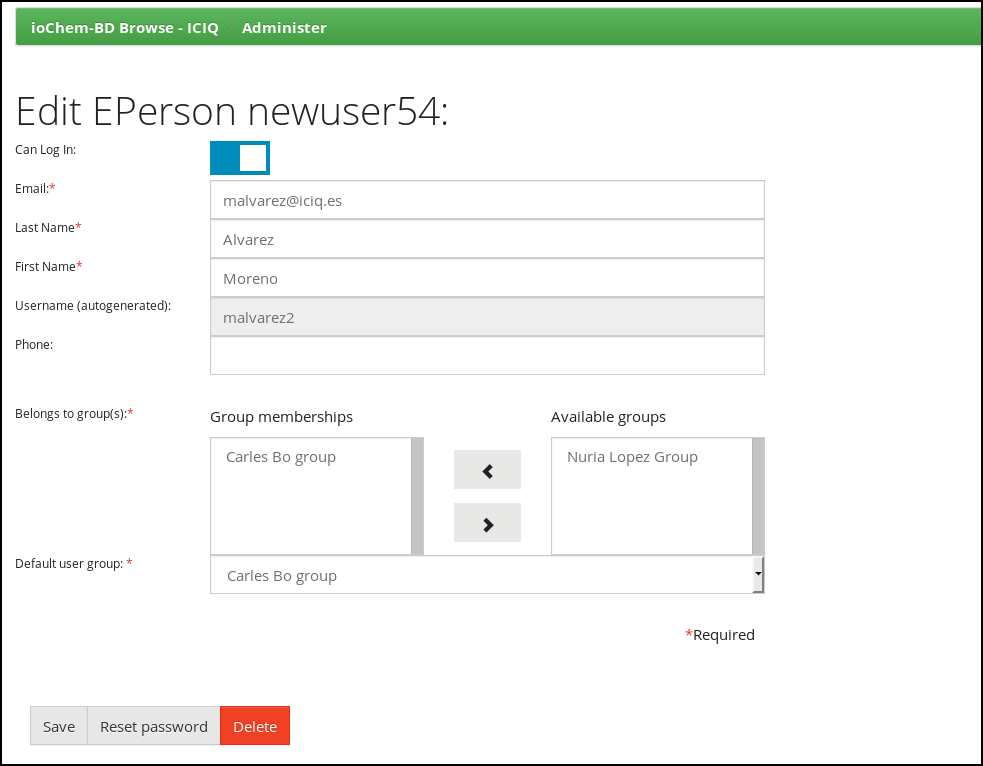 ioChem-BD Browse - ICIQ / Administer
Edit EPerson newuser54:
Can Log In:
Email:* malvarez@iciq.es
Last Name* Alvarez
First Name* Moreno
Username (autogenerated): malvarez2
Phone:
Belongs to group(s):* Group memberships Available groups
Carles Bo group Nuria Lopez Group
Default user group: * Carles Bo group
*Required
Save Reset password Delete